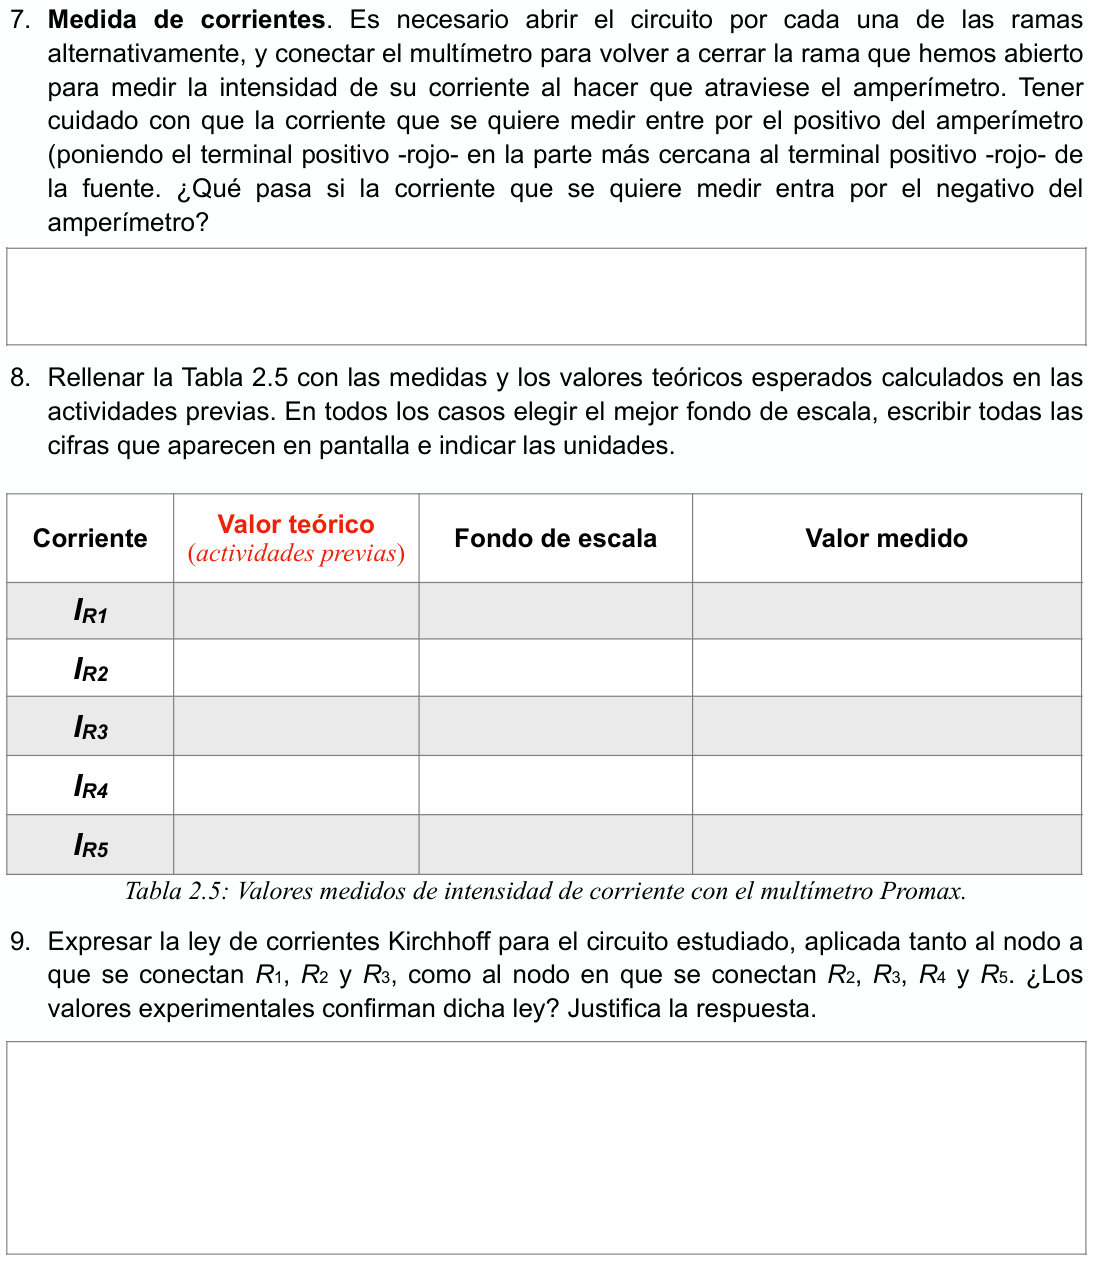 7. Medida de corrientes. Es necesario abrir el circuito por cada una de las ramas
alternativamente, y conectar el multímetro para volver a cerrar la rama que hemos abierto
para medir la intensidad de su corriente al hacer que atraviese el amperímetro. Tener
cuidado con que la corriente que se quiere medir entre por el positivo del amperímetro
(poniendo el terminal positivo -rojo- en la parte más cercana al terminal positivo -rojo- de
la fuente. ¿Qué pasa si la corriente que se quiere medir entra por el negativo del
amperímetro?
8. Rellenar la Tabla 2.5 con las medidas y los valores teóricos esperados calculados en las
actividades previas. En todos los casos elegir el mejor fondo de escala, escribir todas las
cifras que aparecen en pantalla e indicar las unidades.
Corriente Valor teórico (actividades previas) Fondo de escala Valor medido
IR1
IR2
IR3
IR4
IR5
Tabla 2.5: Valores medidos de intensidad de corriente con el multímetro Promax.
9. Expresar la ley de corrientes Kirchhoff para el circuito estudiado, aplicada tanto al nodo a
que se conectan R1, R2 y R3, como al nodo en que se conectan R2, R3, R4 y R5. ¿Los
valores experimentales confirman dicha ley? Justifica la respuesta.